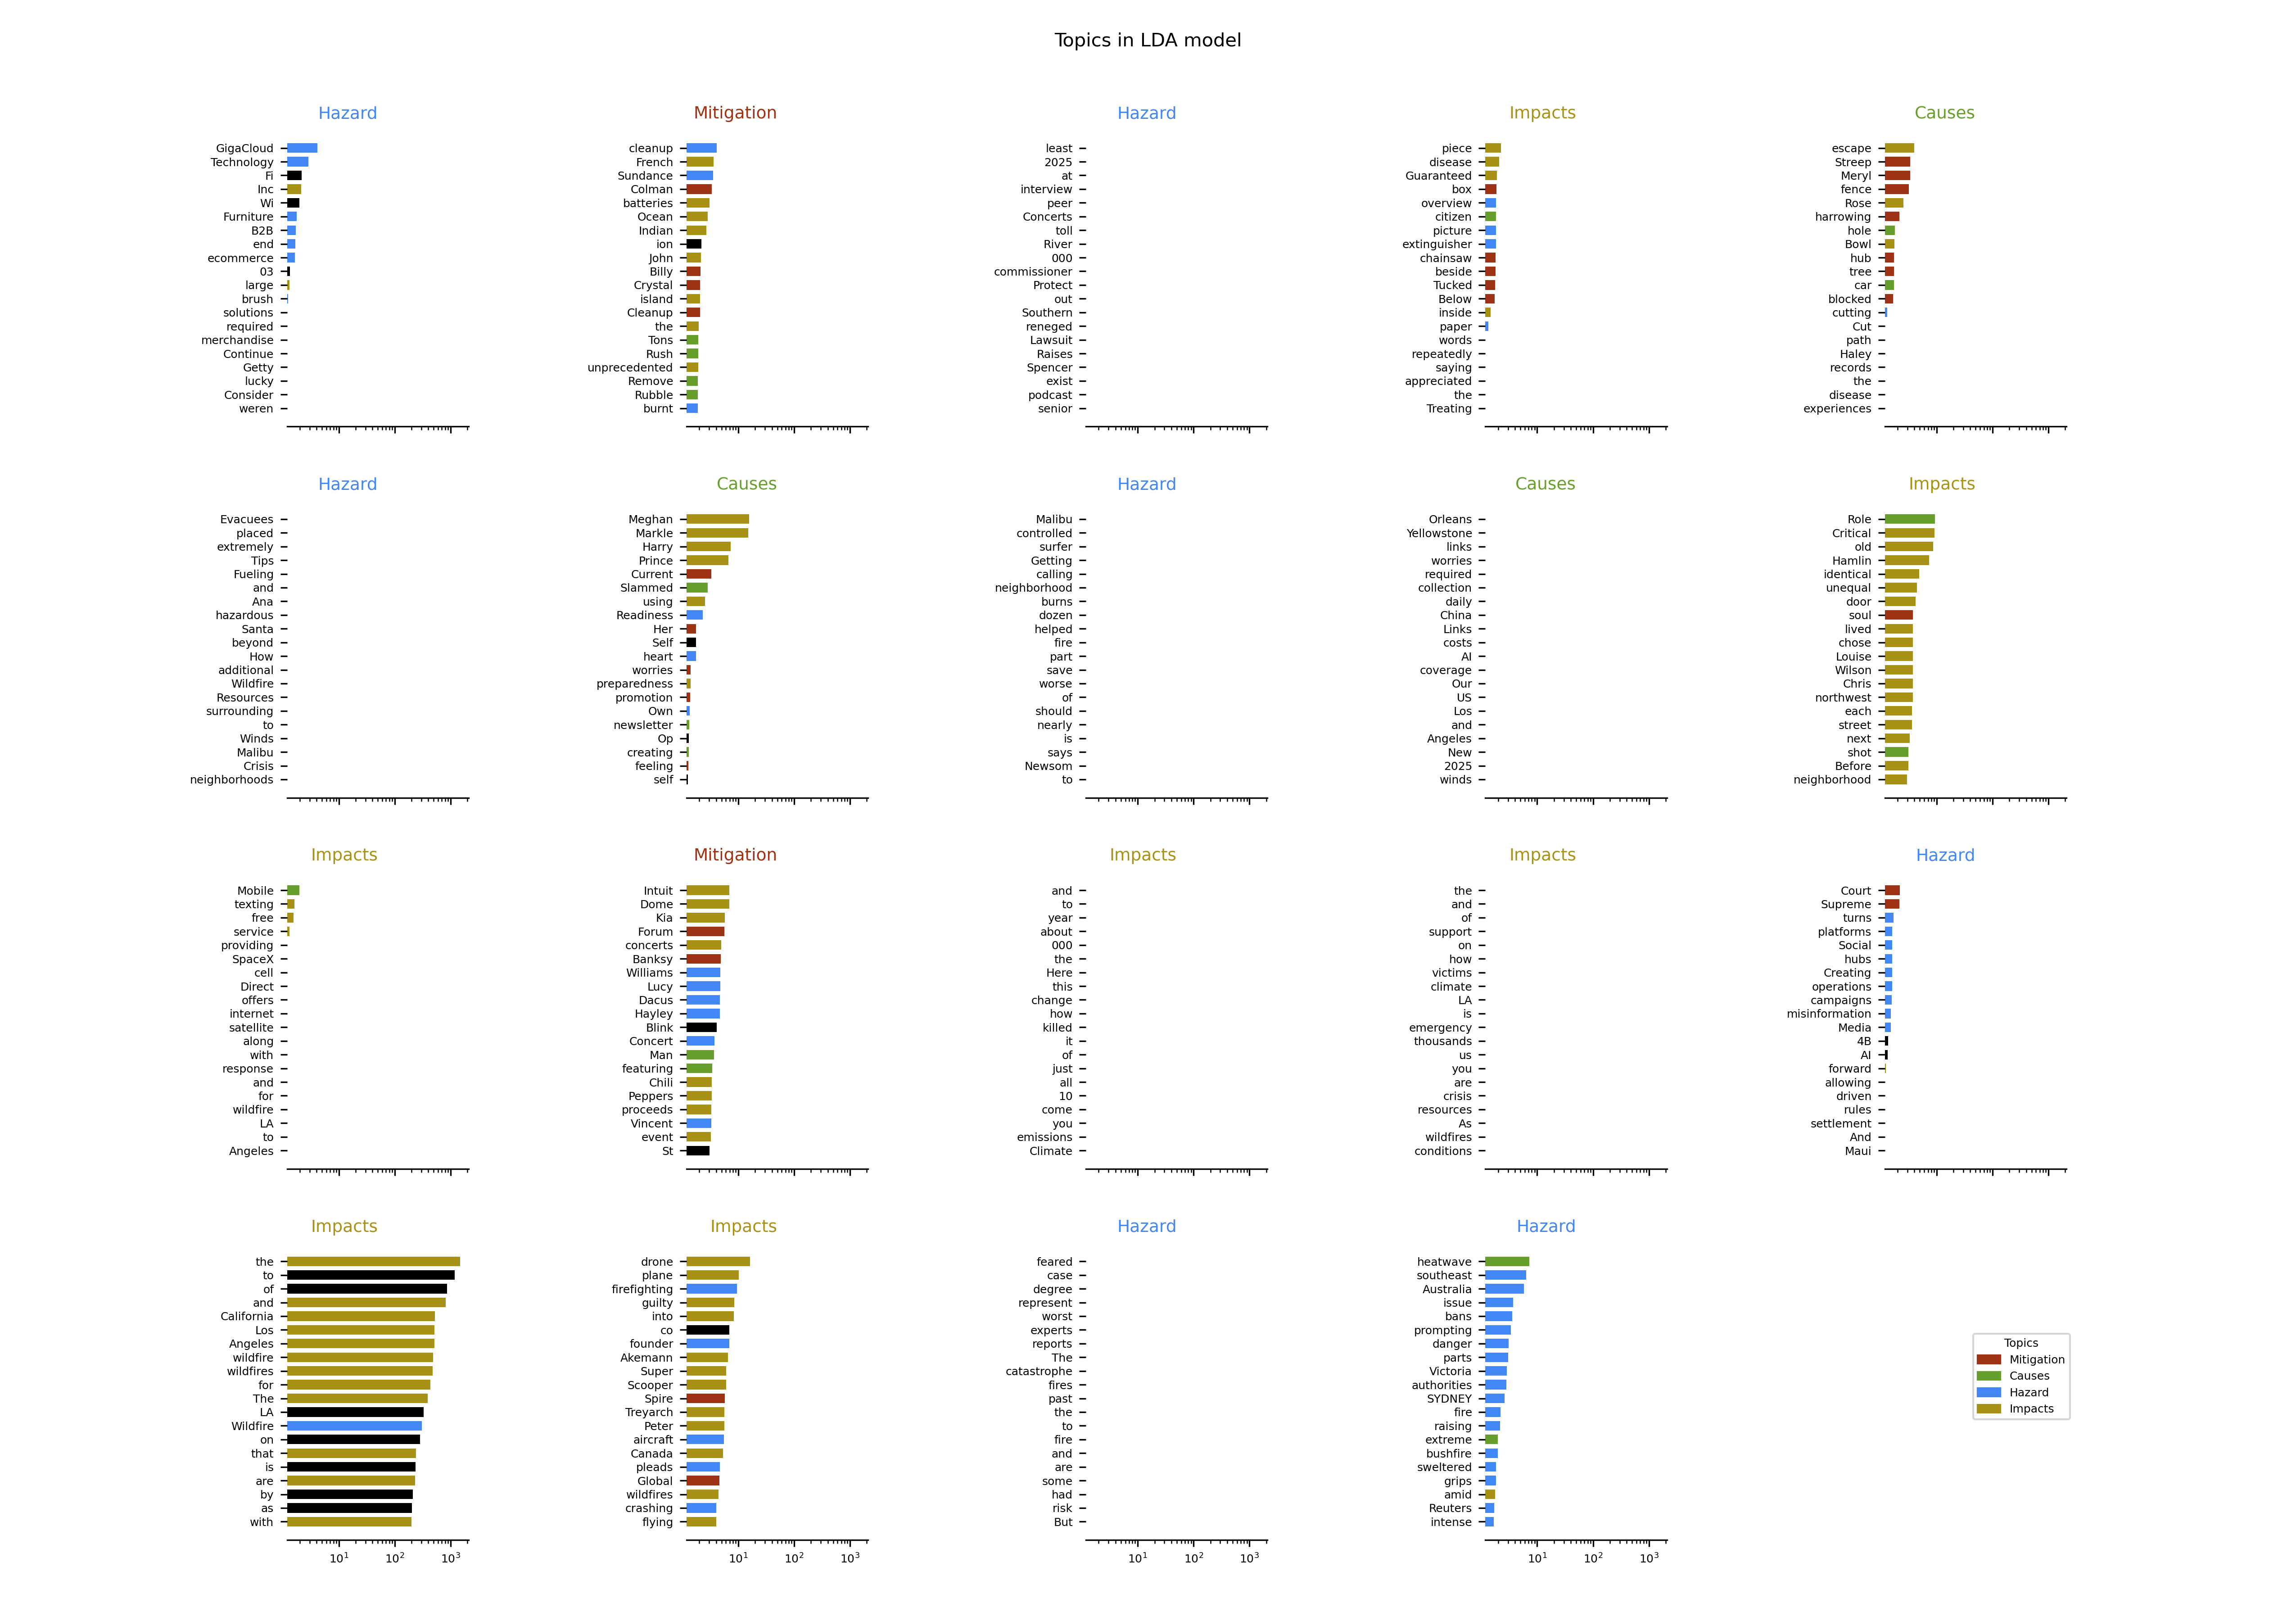 Topics in LDA model
Hazard
GigaCloud
Technology
Fi
Inc
Wi
Furniture
B2B
end
ecommerce
03
large
brush
solutions
required
merchandise
Continue
Getty
lucky
Consider
weren
Mitigation
cleanup
French
Sundance
Colman
batteries
Ocean
Indian
ion
John
Billy
Crystal
island
Cleanup
the
Tons
Rush
unprecedented
Remove
Rubble
burnt
Hazard
least
2025
at
interview
peer
Concerts
toll
River
000
commissioner
Protect
out
Southern
reneged
Lawsuit
Raises
Spencer
exist
podcast
senior
Impacts
piece
disease
Guaranteed
box
overview
citizen
picture
extinguisher
chainsaw
beside
Tucked
Below
inside
paper
words
repeatedly
saying
appreciated
the
Treating
Causes
escape
Streep
Meryl
fence
Rose
harrowing
hole
Bowl
hub
tree
car
blocked
cutting
Cut
path
Haley
records
the
disease
experiences
Hazard
Evacuees
placed
extremely
Tips
Fueling
and
Ana
hazardous
Santa
beyond
How
additional
Wildfire
Resources
surrounding
to
Winds
Malibu
Crisis
neighborhoods
Causes
Meghan
Markle
Harry
Prince
Current
Slammed
using
Readiness
Her
Self
heart
worries
preparedness
promotion
Own
newsletter
Op
creating
feeling
self
Hazard
Malibu
controlled
surfer
Getting
calling
neighborhood
burns
dozen
helped
fire
part
save
worse
of
should
nearly
is
says
Newsom
to
Causes
Orleans
Yellowstone
links
worries
required
collection
daily
China
Links
costs
AI
coverage
Our
US
Los
and
Angeles
New
2025
winds
Impacts
Role
Critical
old
Hamlin
identical
unequal
door
soul
lived
chose
Louise
Wilson
Chris
northwest
each
street
next
shot
Before
neighborhood
Impacts
Mobile
texting
free
service
providing
SpaceX
cell
Direct
offers
internet
satellite
along
with
response
and
for
wildfire
LA
to
Angeles
Mitigation
Intuit
Dome
Kia
Forum
concerts
Banksy
Williams
Lucy
Dacus
Hayley
Blink
Concert
Man
featuring
Chili
Peppers
proceeds
Vincent
event
St
Impacts
and
to
year
about
000
the
Here
this
change
how
killed
it
of
just
all
10
come
you
emissions
Climate
Impacts
the
and
of
support
on
how
victims
climate
LA
is
emergency
thousands
us
you
are
crisis
resources
As
wildfires
conditions
Hazard
Court
Supreme
turns
platforms
Social
hubs
Creating
operations
campaigns
misinformation
Media
4B
AI
forward
allowing
driven
rules
settlement
And
Maui
Impacts
the
to
of
and
California
Los
Angeles
wildfire
wildfires
for
The
LA
Wildfire
on
that
is
are
by
as
with
10¹ 10² 10³
Impacts
drone
plane
firefighting
guilty
into
co
founder
Akemann
Super
Scooper
Spire
Treyarch
Peter
aircraft
Canada
pleads
Global
wildfires
crashing
flying
10¹ 10² 10³
Hazard
feared
case
degree
represent
worst
experts
reports
The
catastrophe
fires
past
the
to
fire
and
are
some
had
risk
But
10¹ 10² 10³
Hazard
heatwave
southeast
Australia
issue
bans
prompting
danger
parts
Victoria
authorities
SYDNEY
fire
raising
extreme
bushfire
sweltered
grips
amid
Reuters
intense
10¹ 10² 10³
Topics
Mitigation
Causes
Hazard
Impacts